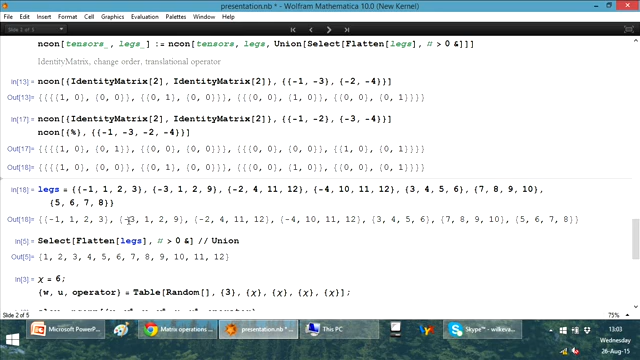 presentation.nb * - Wolfram Mathematica 10.0 (New Kernel)
File Edit Insert Format Cell Graphics Evaluation Palettes Window Help
ncon[tensors_, legs_] := ncon[tensors, legs, Union[Select[Flatten[legs], # > 0 &]]]
IdentityMatrix, change order, translational operator
In[13]= ncon[{IdentityMatrix[2], IdentityMatrix[2]}, {{-1, -3}, {-2, -4}}]
Out[13]= {{{{1, 0}, {0, 0}}, {{0, 1}, {0, 0}}}, {{{0, 0}, {1, 0}}, {{0, 0}, {0, 1}}}}
In[17]= ncon[{IdentityMatrix[2], IdentityMatrix[2]}, {{-1, -2}, {-3, -4}}]
ncon[{%}, {{-1, -3, -2, -4}}]
Out[17]= {{{{1, 0}, {0, 1}}, {{0, 0}, {0, 0}}}, {{{0, 0}, {0, 0}}, {{1, 0}, {0, 1}}}}
Out[18]= {{{{1, 0}, {0, 0}}, {{0, 1}, {0, 0}}}, {{{0, 0}, {1, 0}}, {{0, 0}, {0, 1}}}}
In[18]= legs = {{-1, 1, 2, 3}, {-3, 1, 2, 9}, {-2, 4, 11, 12}, {-4, 10, 11, 12}, {3, 4, 5, 6}, {7, 8, 9, 10},
{5, 6, 7, 8}}
Out[18]= {{-1, 1, 2, 3}, {-3, 1, 2, 9}, {-2, 4, 11, 12}, {-4, 10, 11, 12}, {3, 4, 5, 6}, {7, 8, 9, 10}, {5, 6, 7, 8}}
In[5]= Select[Flatten[legs], # > 0 &] // Union
Out[5]= {1, 2, 3, 4, 5, 6, 7, 8, 9, 10, 11, 12}
In[3]= χ = 6;
{w, u, operator} = Table[Random[], {3}, {χ}, {χ}, {χ}, {χ}];
Slide 2 of 5
75%
Microsoft PowerP...
Matrix operations ...
presentation.nb * ...
This PC
Skype™ - wilkeva...
13:03
Wednesday
26-Aug-15